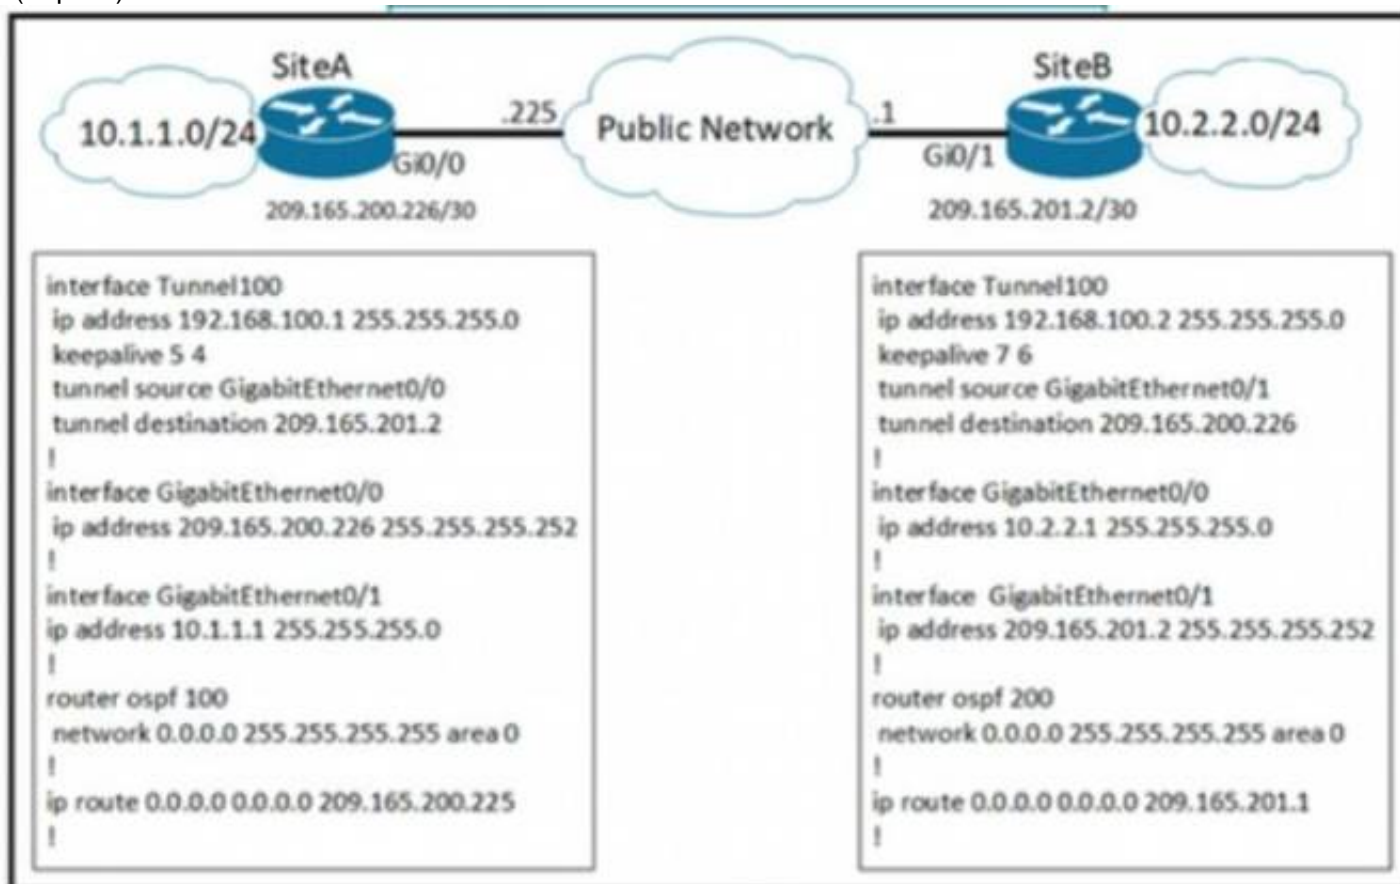 SiteA
SiteB
10.1.1.0/24
.225
Public Network
.1
10.2.2.0/24
Gi0/0
Gi0/1
209.165.200.226/30
209.165.201.2/30
interface Tunnel100
ip address 192.168.100.1 255.255.255.0
keepalive 5 4
tunnel source GigabitEthernet0/0
tunnel destination 209.165.201.2
!
interface GigabitEthernet0/0
ip address 209.165.200.226 255.255.255.252
!
interface GigabitEthernet0/1
ip address 10.1.1.1 255.255.255.0
!
router ospf 100
network 0.0.0.0 255.255.255.255 area 0
!
ip route 0.0.0.0 0.0.0.0 209.165.200.225
!
interface Tunnel100
ip address 192.168.100.2 255.255.255.0
keepalive 7 6
tunnel source GigabitEthernet0/1
tunnel destination 209.165.200.226
!
interface GigabitEthernet0/0
ip address 10.2.2.1 255.255.255.0
!
interface GigabitEthernet0/1
ip address 209.165.201.2 255.255.255.252
!
router ospf 200
network 0.0.0.0 255.255.255.255 area 0
!
ip route 0.0.0.0 0.0.0.0 209.165.201.1
!